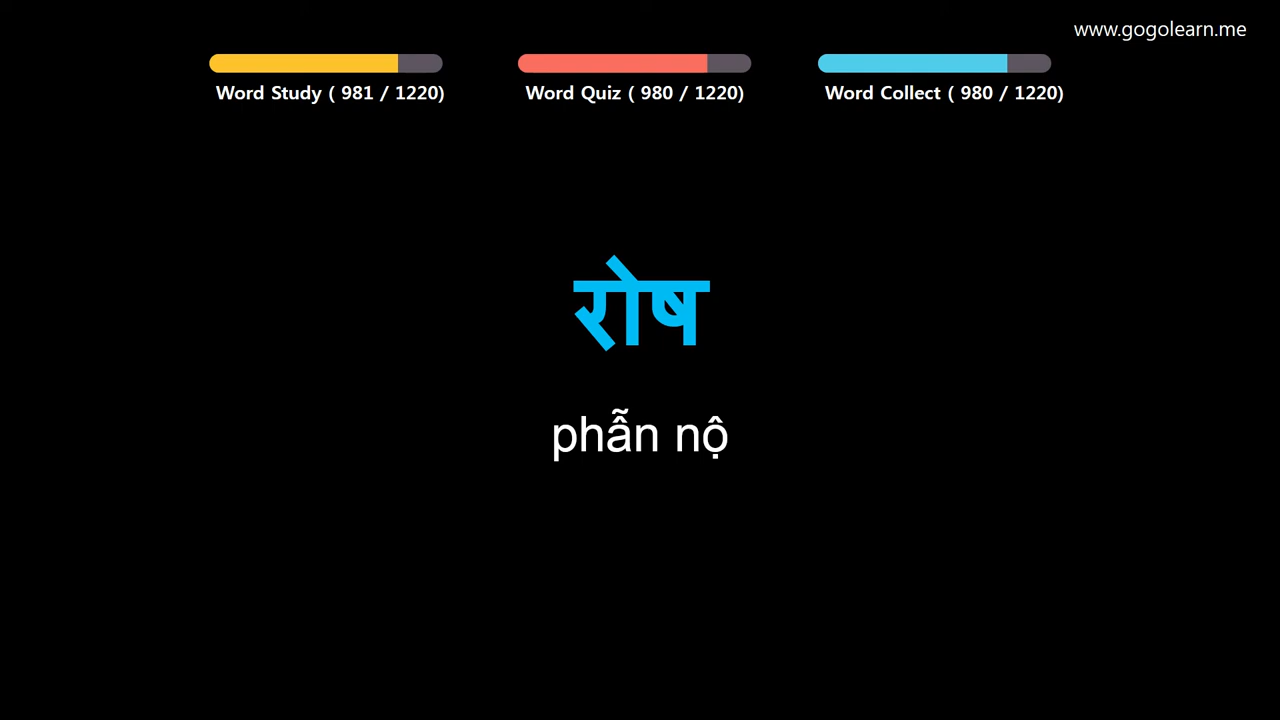 www.gogolearn.me
Word Study ( 981 / 1220)
Word Quiz ( 980 / 1220)
Word Collect ( 980 / 1220)
रोष
phẫn nộ